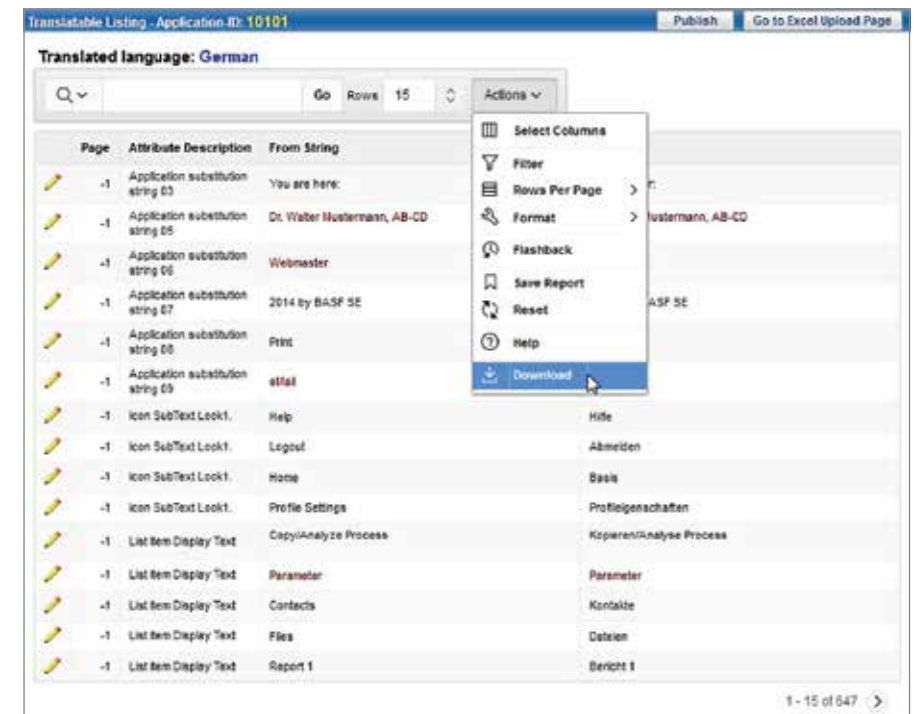 Translatable Listing - Application-ID: 10101 Publish Go to Excel Upload Page
Translated language: German
Go Rows 15 Actions
Select Columns
Filter
Rows Per Page
Format
Flashback
Save Report
Reset
Help
Download
Page Attribute Description From String
-1 Application substitution string 03 You are here: r:
-1 Application substitution string 05 Dr. Walter Mustermann, AB-CD ustermann, AB-CD
-1 Application substitution string 06 Webmaster
-1 Application substitution string 07 2014 by BASF SE ASF SE
-1 Application substitution string 08 Print
-1 Application substitution string 09
-1 Icon SubText Look1. Help Hilfe
-1 Icon SubText Look1. Logout Abmelden
-1 Icon SubText Look1. Home Basis
-1 Icon SubText Look1. Profile Settings Profileigenschaften
-1 List Item Display Text Copy/Analyze Process Kopieren/Analyse Process
-1 List Item Display Text Parameter Parameter
-1 List Item Display Text Contacts Kontakte
-1 List Item Display Text Files Dateien
-1 List Item Display Text Report 1 Bericht 1
1 - 15 of 647